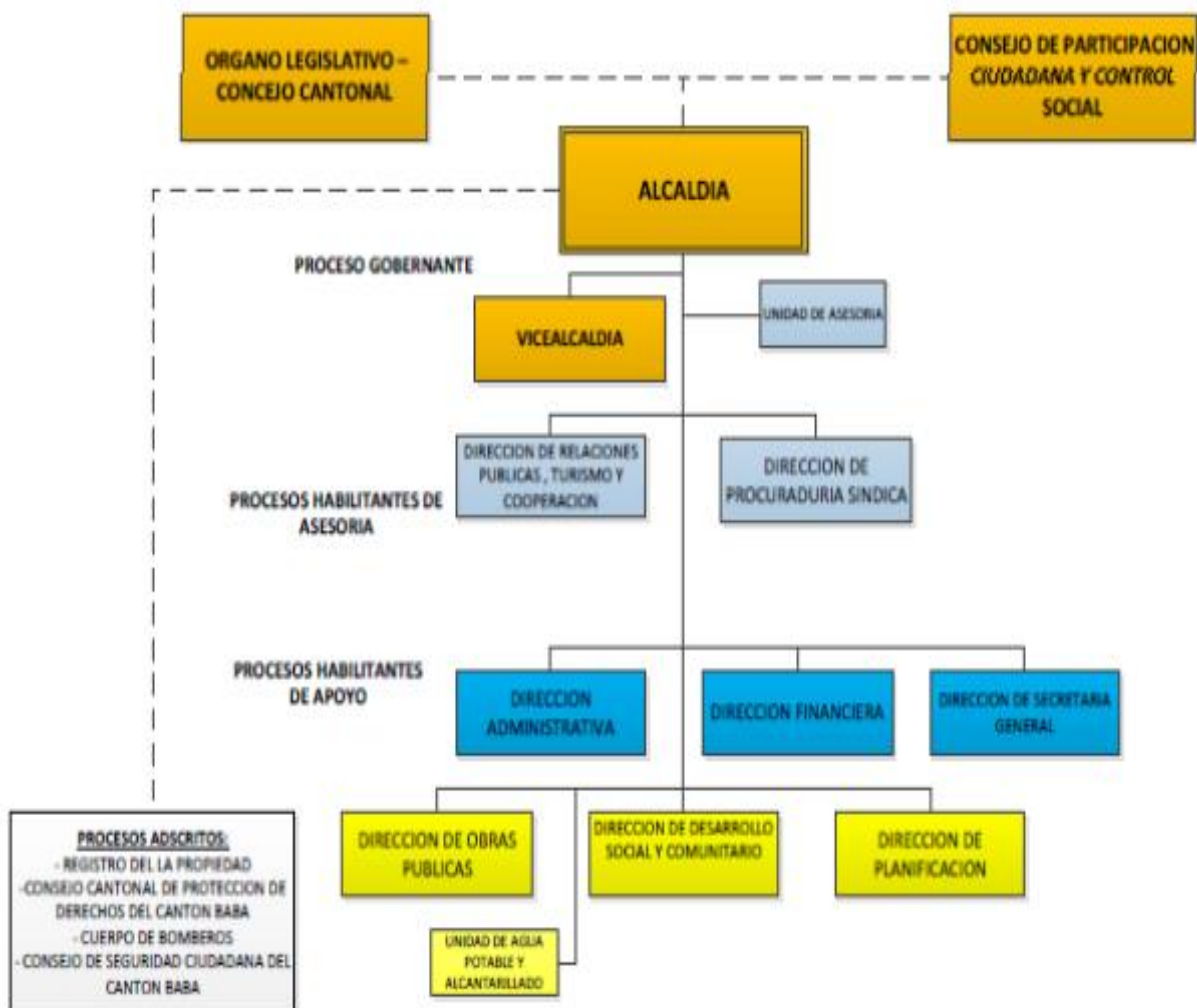 ORGANO LEGISLATIVO –
CONCEJO CANTONAL
CONSEJO DE PARTICIPACION
CIUDADANA Y CONTROL
SOCIAL
ALCALDIA
PROCESO GOBERNANTE
VICEALCALDIA
UNIDAD DE ASESORIA
DIRECCION DE RELACIONES
PUBLICAS , TURISMO Y
COOPERACION
DIRECCION DE
PROCURADURIA SINDICA
PROCESOS HABILITANTES DE
ASESORIA
PROCESOS HABILITANTES
DE APOYO
DIRECCION
ADMINISTRATIVA
DIRECCION FINANCIERA
DIRECCION DE SECRETARIA
GENERAL
DIRECCION DE OBRAS
PUBLICAS
DIRECCION DE DESARROLLO
SOCIAL Y COMUNITARIO
DIRECCION DE
PLANIFICACION
UNIDAD DE AGUA
POTABLE Y
ALCANTARILLADO
PROCESOS ADSCRITOS:
- REGISTRO DEL LA PROPIEDAD
-CONSEJO CANTONAL DE PROTECCION DE
DERECHOS DEL CANTON BABA
- CUERPO DE BOMBEROS
- CONSEJO DE SEGURIDAD CIUDADANA DEL
CANTON BABA